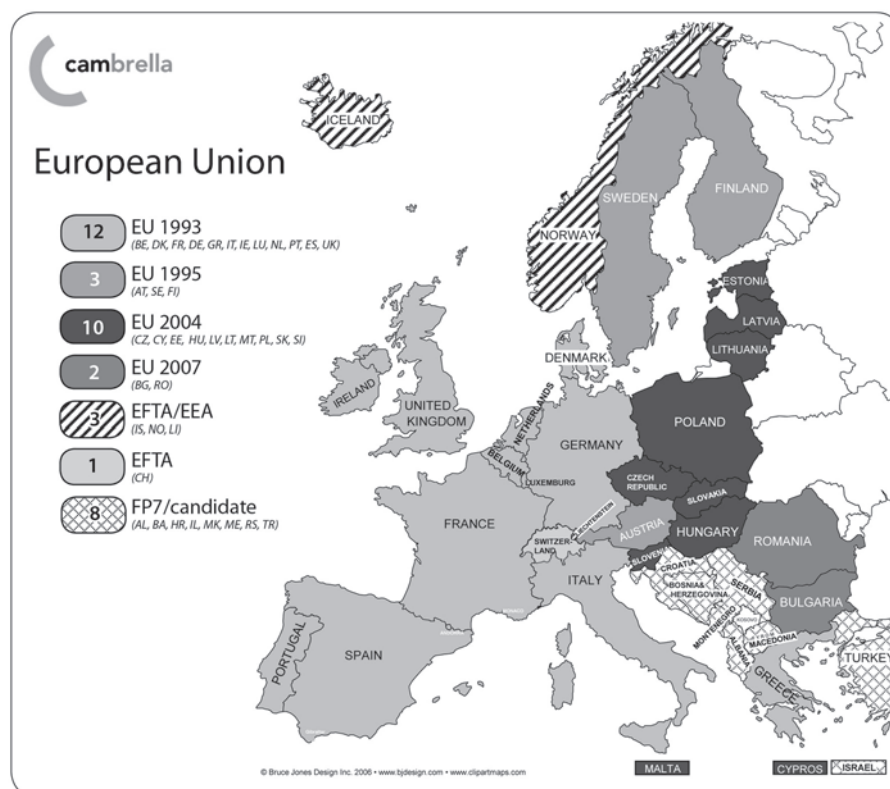 cambrella
European Union
12 EU 1993
(BE, DK, FR, DE, GR, IT, IE, LU, NL, PT, ES, UK)
3 EU 1995
(AT, SE, FI)
10 EU 2004
(CZ, CY, EE, HU, LV, LT, MT, PL, SK, SI)
2 EU 2007
(BG, RO)
3 EFTA/EEA
(IS, NO, LI)
1 EFTA
(CH)
8 FP7/candidate
(AL, BA, HR, IL, MK, ME, RS, TR)
ICELAND
SWEDEN
FINLAND
NORWAY
ESTONIA
LATVIA
LITHUANIA
DENMARK
IRELAND
UNITED
KINGDOM
NETHERLANDS
BELGIUM
LUXEMBURG
GERMANY
POLAND
CZECH
REPUBLIC
SLOVAKIA
FRANCE
LIECHTENSTEIN
SWITZER-
LAND
AUSTRIA
HUNGARY
ROMANIA
SLOVENI
ITALY
CROATIA
BOSNIA&
HERZEGOVINA
SERBIA
BULGARIA
MONACO
ANDORRA
MONTENEGRO
KOSOVO
MACEDONIA
ALBANIA
PORTUGAL
SPAIN
GREECE
TURKEY
© Bruce Jones Design Inc. 2006 • www.bjdesign.com • www.clipartmaps.com
MALTA
CYPROS
ISRAEL